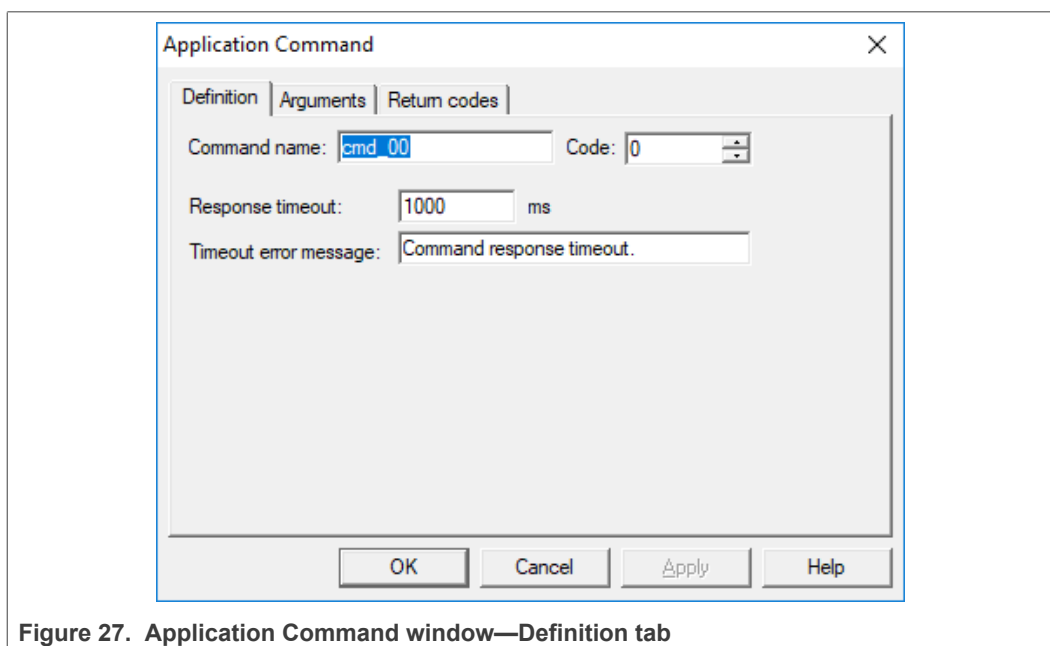 Application Command
Definition Arguments Return codes
Command name: cmd_00 Code: 0
Response timeout: 1000 ms
Timeout error message: Command response timeout.
OK Cancel Apply Help
Figure 27. Application Command window—Definition tab